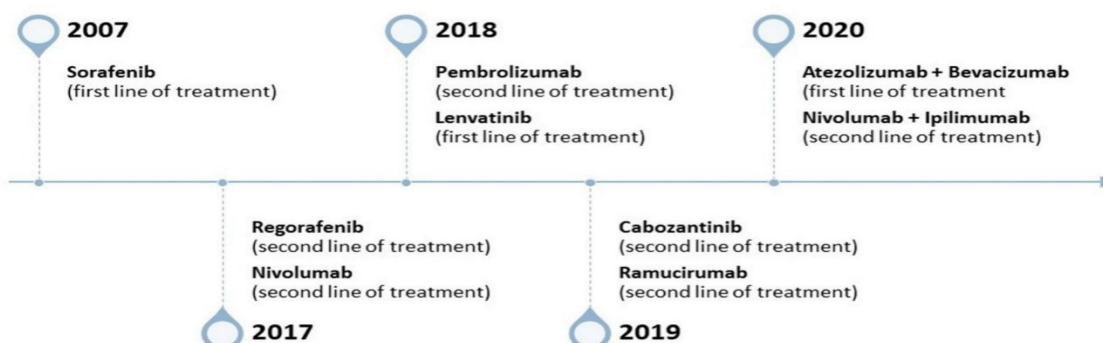 2007
Sorafenib
(first line of treatment)
2018
Pembrolizumab
(second line of treatment)
Lenvatinib
(first line of treatment)
2020
Atezolizumab + Bevacizumab
(first line of treatment
Nivolumab + Ipilimumab
(second line of treatment)
Regorafenib
(second line of treatment)
Nivolumab
(second line of treatment)
2017
Cabozantinib
(second line of treatment)
Ramucirumab
(second line of treatment)
2019